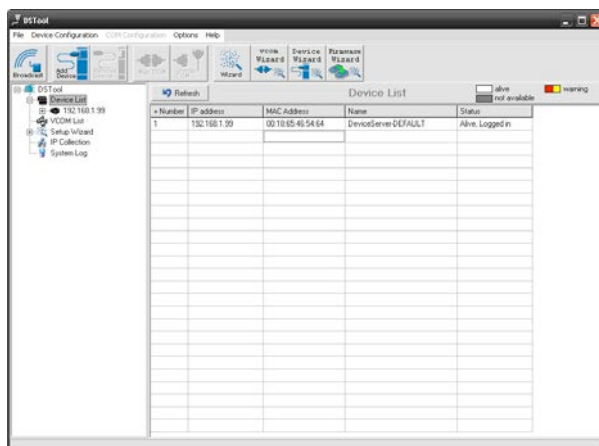 DSTool
File Device Configuration COM Configuration Options Help
Broadcast
Add Device
Wizard
VCOM Wizard
Device Wizard
Firmware Wizard
DSTool
Device List
192.168.1.99
VCOM List
Setup Wizard
IP Collection
System Log
Refresh
Device List
alive
not available
warning
Number IP address MAC Address Name Status
1 192.168.1.99 00:10:65:46:54:64 DeviceServer-DEFAULT Alive, Logged in